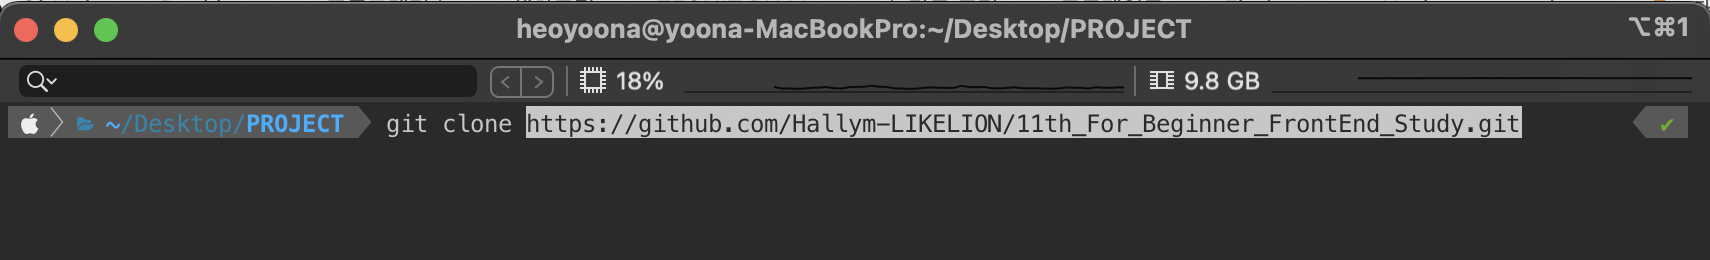 heoyoona@yoona-MacBookPro:~/Desktop/PROJECT ⌥⌘1
18% 9.8 GB
~/Desktop/PROJECT git clone https://github.com/Hallym-LIKELION/11th_For_Beginner_FrontEnd_Study.git ✔